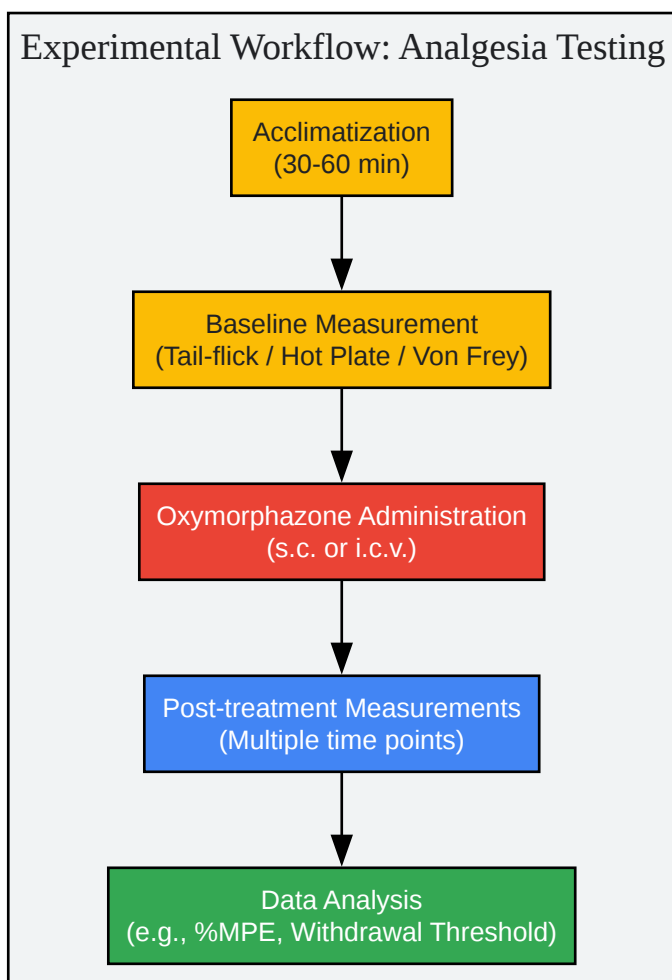 Experimental Workflow: Analgesia Testing
Acclimatization
(30-60 min)
Baseline Measurement
(Tail-flick / Hot Plate / Von Frey)
Oxymorphazone Administration
(s.c. or i.c.v.)
Post-treatment Measurements
(Multiple time points)
Data Analysis
(e.g., %MPE, Withdrawal Threshold)